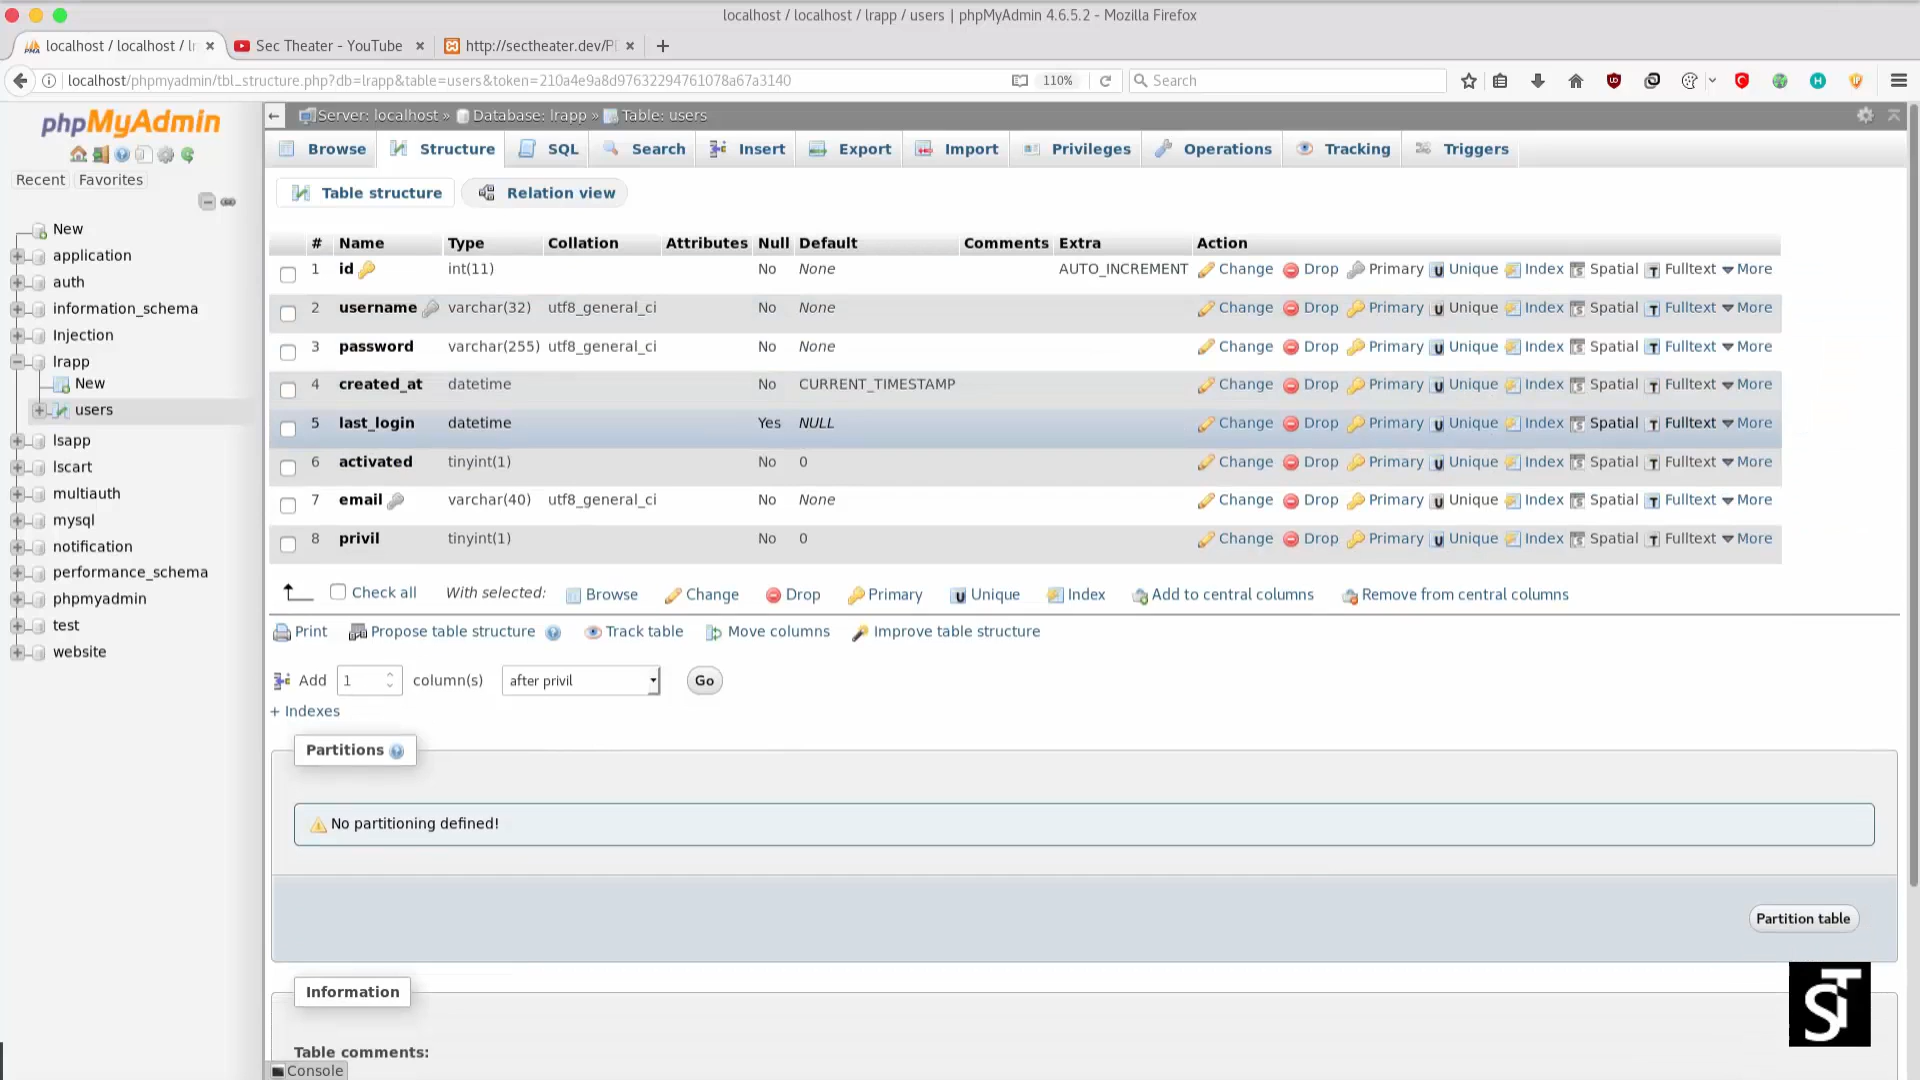 localhost / localhost / lrapp / users | phpMyAdmin 4.6.5.2 - Mozilla Firefox
localhost / localhost / lr
Sec Theater - YouTube
http://sectheater.dev/P
localhost/phpmyadmin/tbl_structure.php?db=lrapp&table=users&token=210a4e9a8d97632294761078a67a3140
110%
Search
phpMyAdmin
Recent Favorites
New
application
auth
information_schema
Injection
lrapp
New
users
lsapp
lscart
multiauth
mysql
notification
performance_schema
phpmyadmin
test
website
Server: localhost » Database: lrapp » Table: users
Browse Structure SQL Search Insert Export Import Privileges Operations Tracking Triggers
Table structure Relation view
# Name Type Collation Attributes Null Default Comments Extra Action
1 id int(11) No None AUTO_INCREMENT Change Drop Primary Unique Index Spatial Fulltext More
2 username varchar(32) utf8_general_ci No None Change Drop Primary Unique Index Spatial Fulltext More
3 password varchar(255) utf8_general_ci No None Change Drop Primary Unique Index Spatial Fulltext More
4 created_at datetime No CURRENT_TIMESTAMP Change Drop Primary Unique Index Spatial Fulltext More
5 last_login datetime Yes NULL Change Drop Primary Unique Index Spatial Fulltext More
6 activated tinyint(1) No 0 Change Drop Primary Unique Index Spatial Fulltext More
7 email varchar(40) utf8_general_ci No None Change Drop Primary Unique Index Spatial Fulltext More
8 privil tinyint(1) No 0 Change Drop Primary Unique Index Spatial Fulltext More
Check all With selected: Browse Change Drop Primary Unique Index Add to central columns Remove from central columns
Print Propose table structure Track table Move columns Improve table structure
Add 1 column(s) after privil Go
+ Indexes
Partitions
No partitioning defined!
Partition table
Information
Table comments:
Console
ST